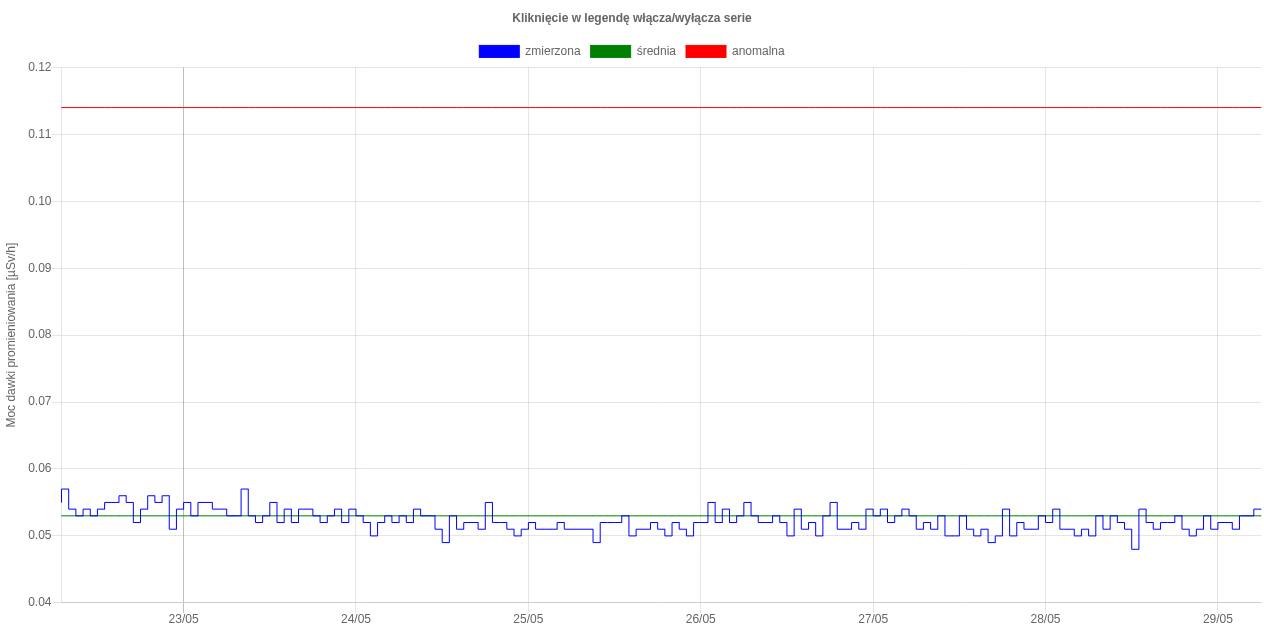 Kliknięcie w legendę włącza/wyłącza serie
zmierzona średnia anomalna
Moc dawki promieniowania [µSv/h]
0.12
0.11
0.10
0.09
0.08
0.07
0.06
0.05
0.04
23/05 24/05 25/05 26/05 27/05 28/05 29/05